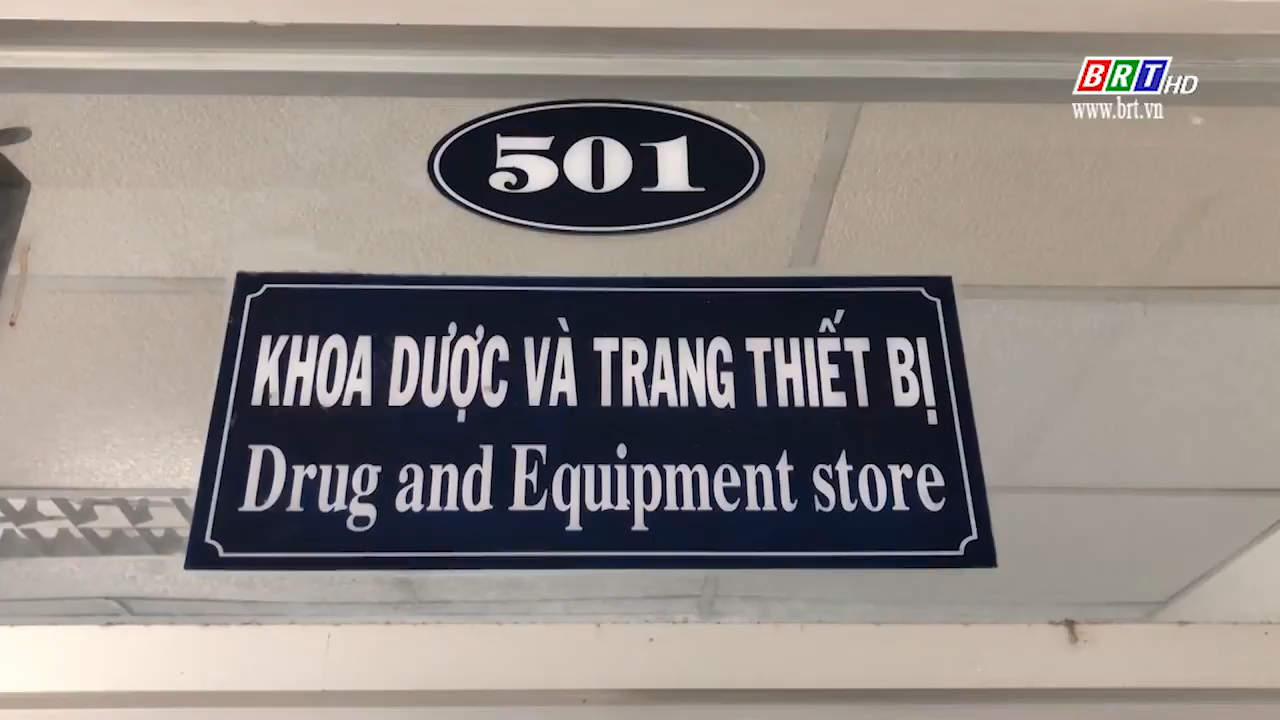 BRT HD
www.brt.vn
501
KHOA DƯỢC VÀ TRANG THIẾT BỊ
Drug and Equipment store